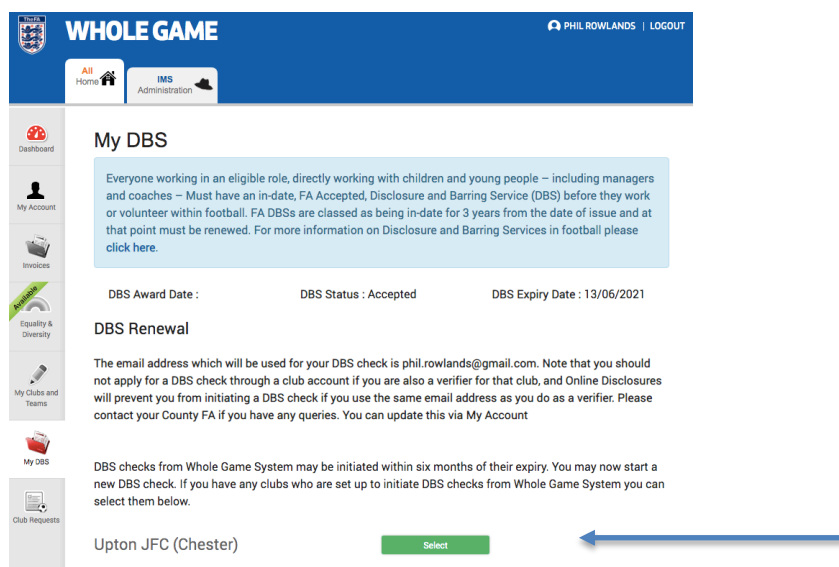 TheFA
WHOLE GAME
PHIL ROWLANDS | LOGOUT
All
Home
IMS
Administration
Dashboard
My Account
Invoices
Available
Equality &
Diversity
My Clubs and
Teams
My DBS
Club Requests
My DBS
Everyone working in an eligible role, directly working with children and young people – including managers
and coaches – Must have an in-date, FA Accepted, Disclosure and Barring Service (DBS) before they work
or volunteer within football. FA DBSs are classed as being in-date for 3 years from the date of issue and at
that point must be renewed. For more information on Disclosure and Barring Services in football please
click here.
DBS Award Date : DBS Status : Accepted DBS Expiry Date : 13/06/2021
DBS Renewal
The email address which will be used for your DBS check is phil.rowlands@gmail.com. Note that you should
not apply for a DBS check through a club account if you are also a verifier for that club, and Online Disclosures
will prevent you from initiating a DBS check if you use the same email address as you do as a verifier. Please
contact your County FA if you have any queries. You can update this via My Account
DBS checks from Whole Game System may be initiated within six months of their expiry. You may now start a
new DBS check. If you have any clubs who are set up to initiate DBS checks from Whole Game System you can
select them below.
Upton JFC (Chester) Select